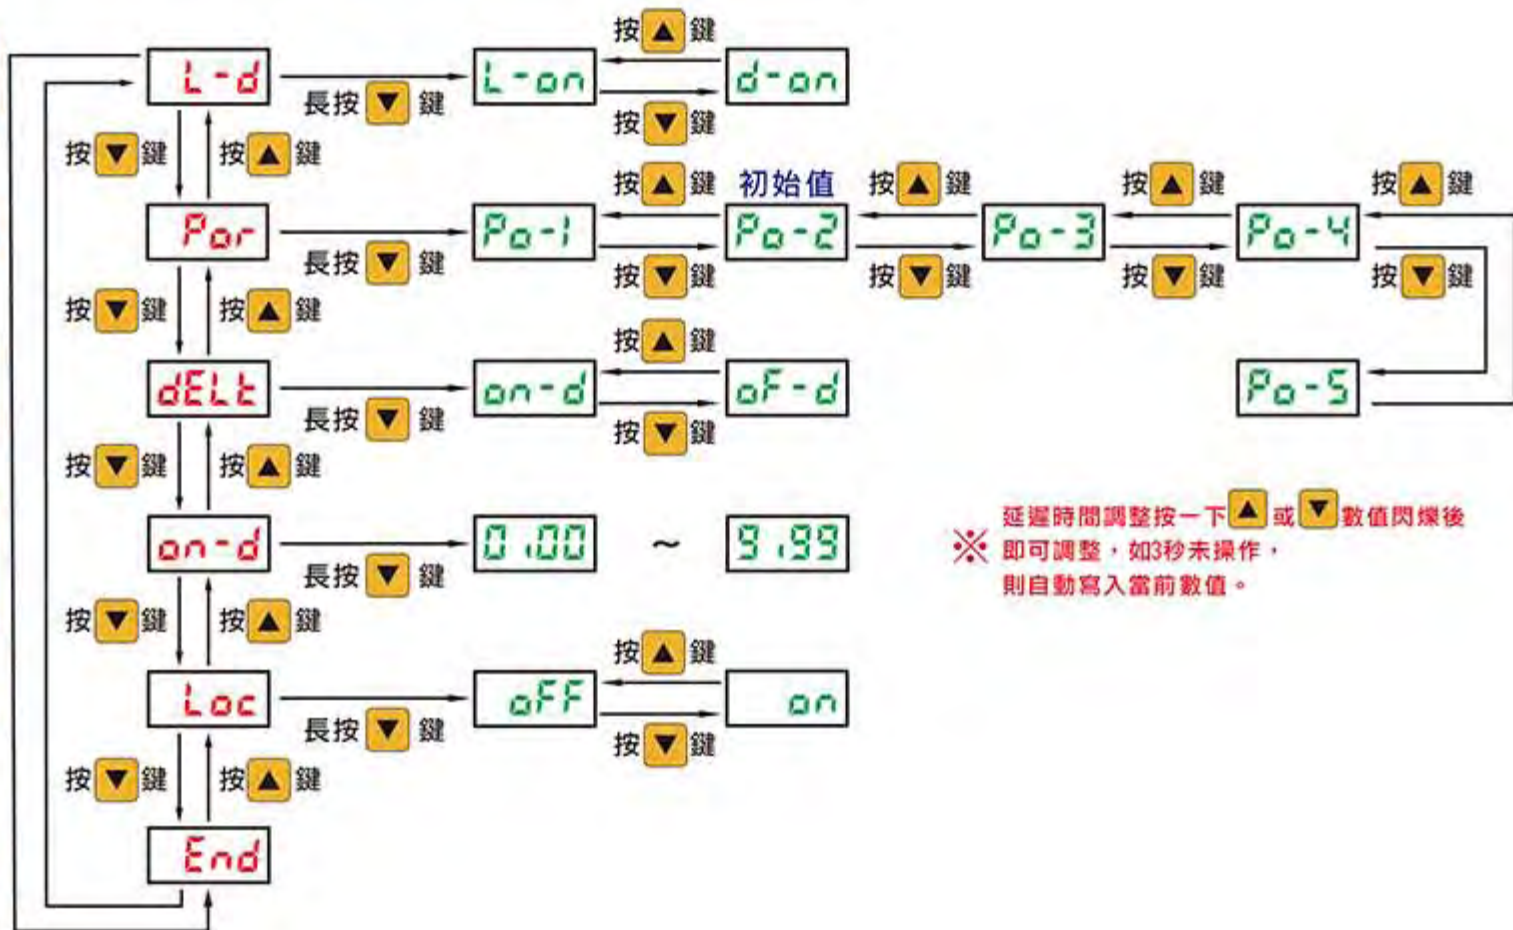 按▲鍵
L-d
長按▼鍵
L-on
d-on
按▼鍵
按▼鍵 按▲鍵
按▲鍵 初始值 按▲鍵 按▲鍵 按▲鍵
Por
長按▼鍵
Po-1
Po-2
Po-3
Po-4
按▼鍵 按▼鍵 按▼鍵 按▼鍵
按▼鍵 按▲鍵
按▲鍵
dELt
長按▼鍵
on-d
oF-d
Po-5
按▼鍵
按▼鍵 按▲鍵
on-d
長按▼鍵
01.00
~
91.99
※ 延遲時間調整按一下▲或▼數值閃爍後
即可調整,如3秒未操作,
則自動寫入當前數值。
按▼鍵 按▲鍵
按▲鍵
Loc
長按▼鍵
oFF
on
按▼鍵
按▼鍵 按▲鍵
End